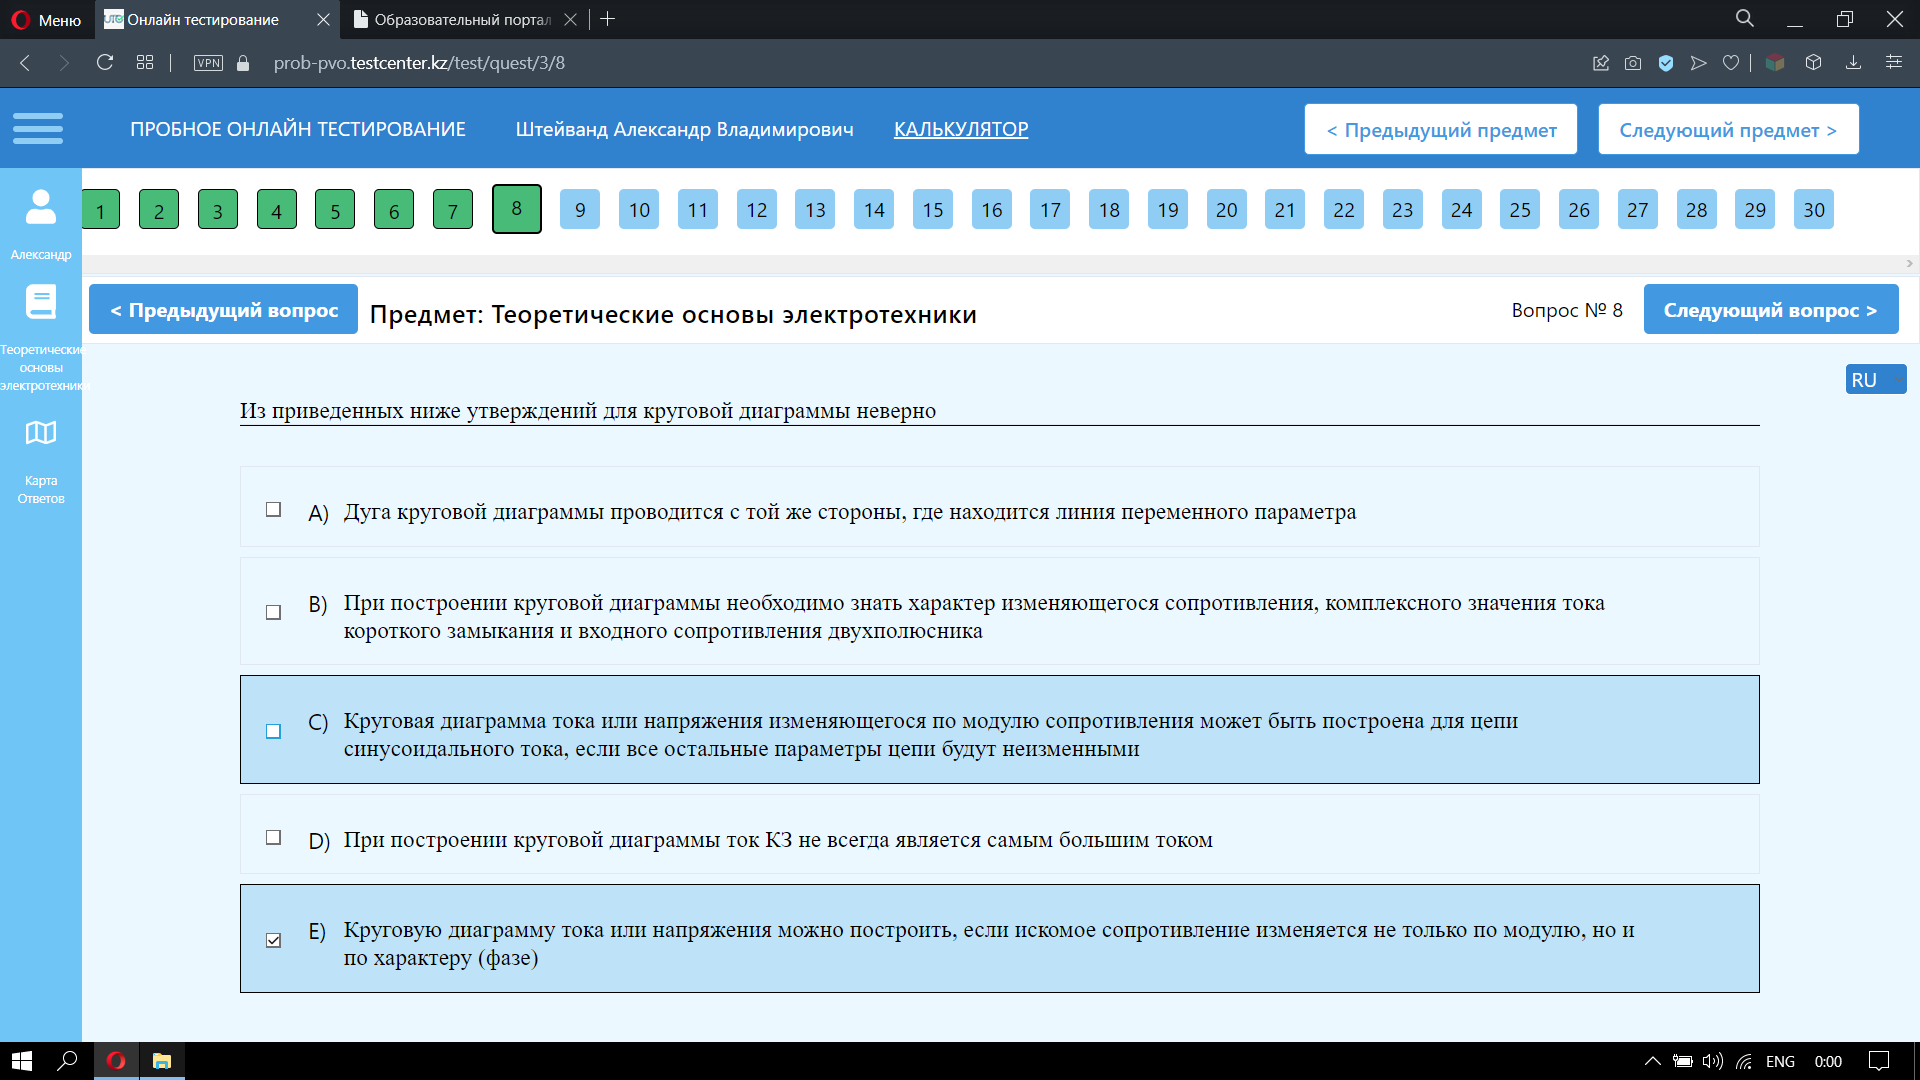 Меню
Онлайн тестирование
Образовательный портал
VPN
prob-pvo.testcenter.kz/test/quest/3/8
ПРОБНОЕ ОНЛАЙН ТЕСТИРОВАНИЕ
Штейванд Александр Владимирович
КАЛЬКУЛЯТОР
< Предыдущий предмет
Следующий предмет >
1 2 3 4 5 6 7 8 9 10 11 12 13 14 15 16 17 18 19 20 21 22 23 24 25 26 27 28 29 30
Александр
Теоретические
основы
электротехники
Карта
Ответов
< Предыдущий вопрос
Предмет: Теоретические основы электротехники
Вопрос № 8
Следующий вопрос >
RU
Из приведенных ниже утверждений для круговой диаграммы неверно
A) Дуга круговой диаграммы проводится с той же стороны, где находится линия переменного параметра
B) При построении круговой диаграммы необходимо знать характер изменяющегося сопротивления, комплексного значения тока
короткого замыкания и входного сопротивления двухполюсника
C) Круговая диаграмма тока или напряжения изменяющегося по модулю сопротивления может быть построена для цепи
синусоидального тока, если все остальные параметры цепи будут неизменными
D) При построении круговой диаграммы ток КЗ не всегда является самым большим током
E) Круговую диаграмму тока или напряжения можно построить, если искомое сопротивление изменяется не только по модулю, но и
по характеру (фазе)
ENG
0:00